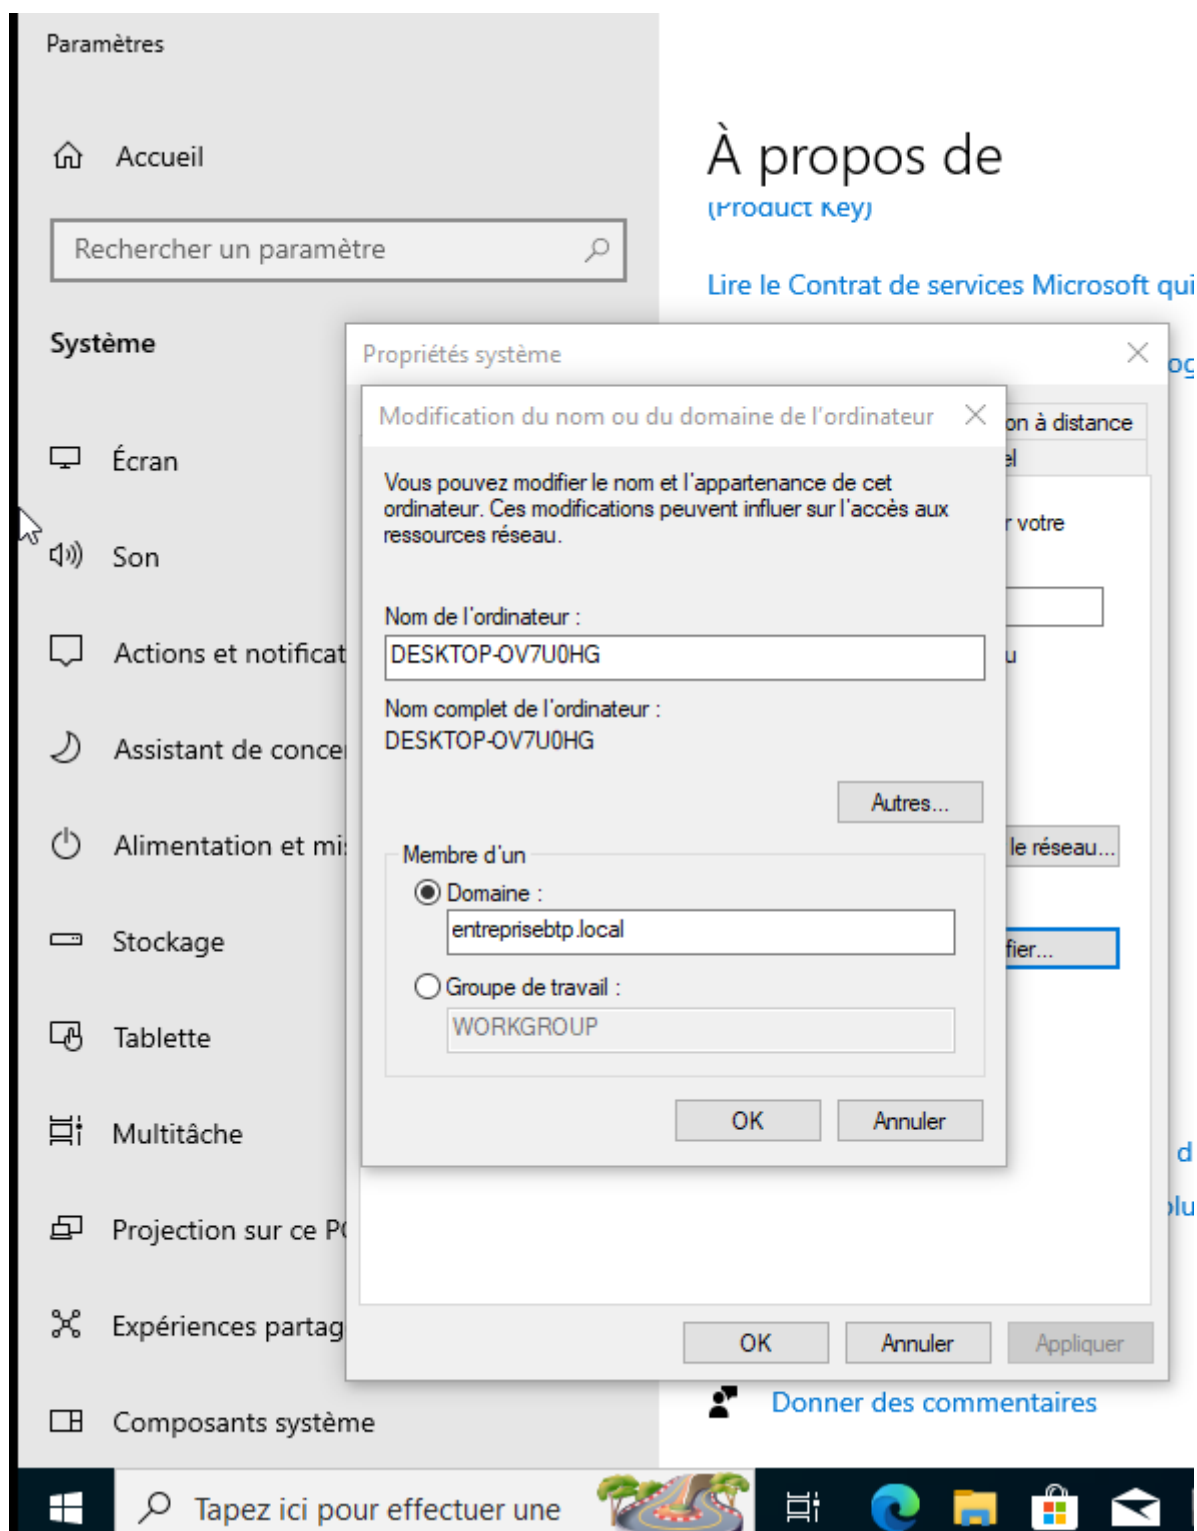 Paramètres
Accueil
Rechercher un paramètre
Système
Écran
Son
Actions et notificat
Assistant de concer
Alimentation et mi
Stockage
Tablette
Multitâche
Projection sur ce P
Expériences partag
Composants système
À propos de
(Product Key)
Lire le Contrat de services Microsoft qui
Propriétés système
on à distance
el
r votre
u
le réseau...
fier...
Modification du nom ou du domaine de l'ordinateur
Vous pouvez modifier le nom et l'appartenance de cet
ordinateur. Ces modifications peuvent influer sur l'accès aux
ressources réseau.
Nom de l'ordinateur :
DESKTOP-OV7U0HG
Nom complet de l'ordinateur :
DESKTOP-OV7U0HG
Autres...
Membre d'un
Domaine :
entreprisebtp.local
Groupe de travail :
WORKGROUP
OK Annuler
OK Annuler Appliquer
Donner des commentaires
Tapez ici pour effectuer une